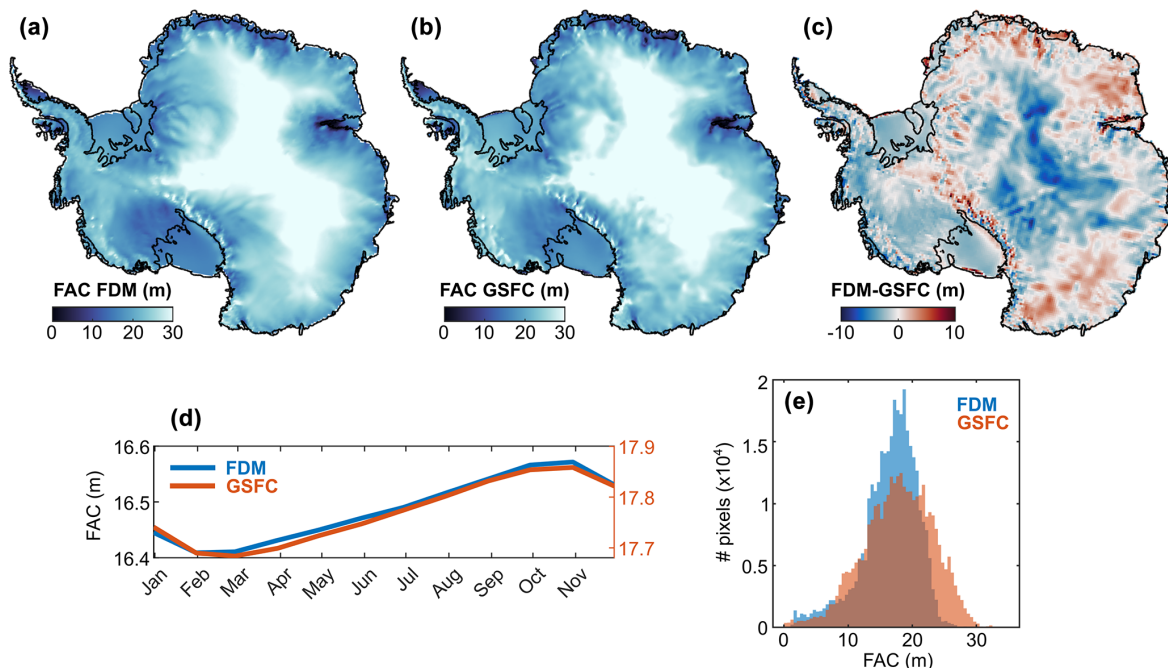 (a)
FAC FDM (m)
0 10 20 30
(b)
FAC GSFC (m)
0 10 20 30
(c)
FDM-GSFC (m)
-10 0 10
(d)
FAC (m)
16.6
16.5
16.4
FDM
GSFC
17.9
17.8
17.7
Jan Feb Mar Apr May Jun Jul Aug Sep Oct Nov
(e)
FDM
GSFC
# pixels (x10⁴)
2
1.5
1
0.5
0
0 10 20 30
FAC (m)